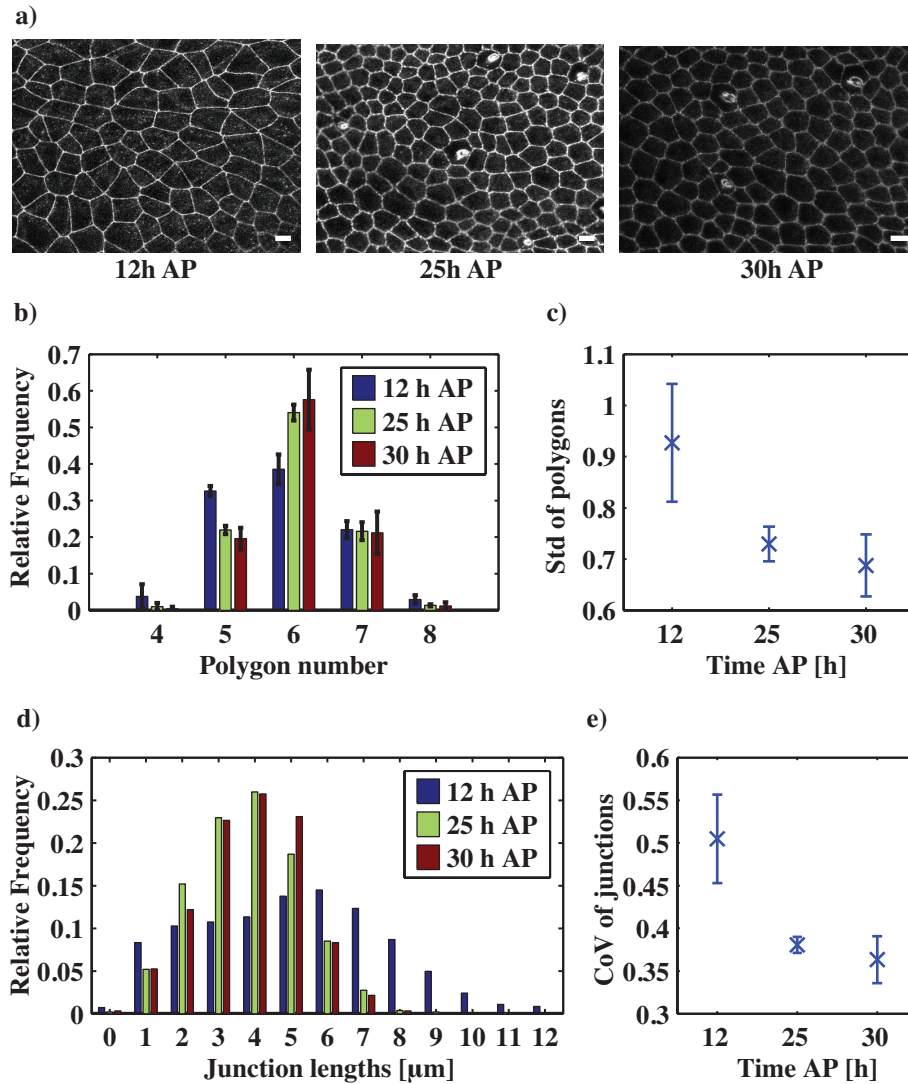 a)
12h AP
25h AP
30h AP
b)
Relative Frequency
0.7
0.6
0.5
0.4
0.3
0.2
0.1
0
12 h AP
25 h AP
30 h AP
4 5 6 7 8
Polygon number
c)
Std of polygons
1.1
1
0.9
0.8
0.7
0.6
12 25 30
Time AP [h]
d)
Relative Frequency
0.3
0.25
0.2
0.15
0.1
0.05
0
12 h AP
25 h AP
30 h AP
0 1 2 3 4 5 6 7 8 9 10 11 12
Junction lengths [µm]
e)
CoV of junctions
0.6
0.55
0.5
0.45
0.4
0.35
0.3
12 25 30
Time AP [h]